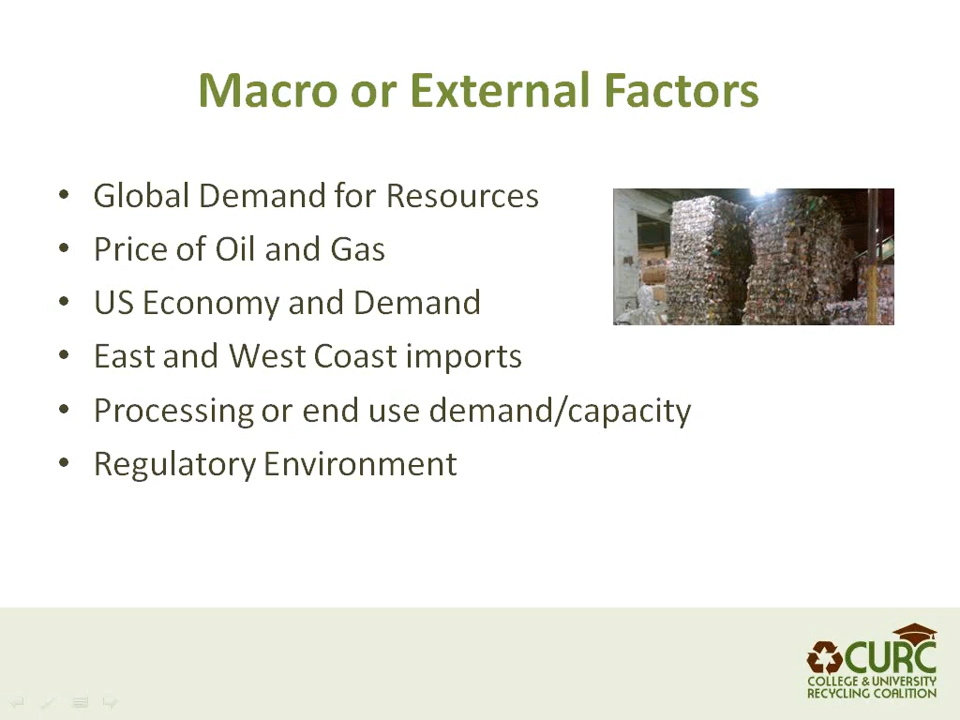 Macro or External Factors
• Global Demand for Resources
• Price of Oil and Gas
• US Economy and Demand
• East and West Coast imports
• Processing or end use demand/capacity
• Regulatory Environment
CURC
COLLEGE & UNIVERSITY
RECYCLING COALITION